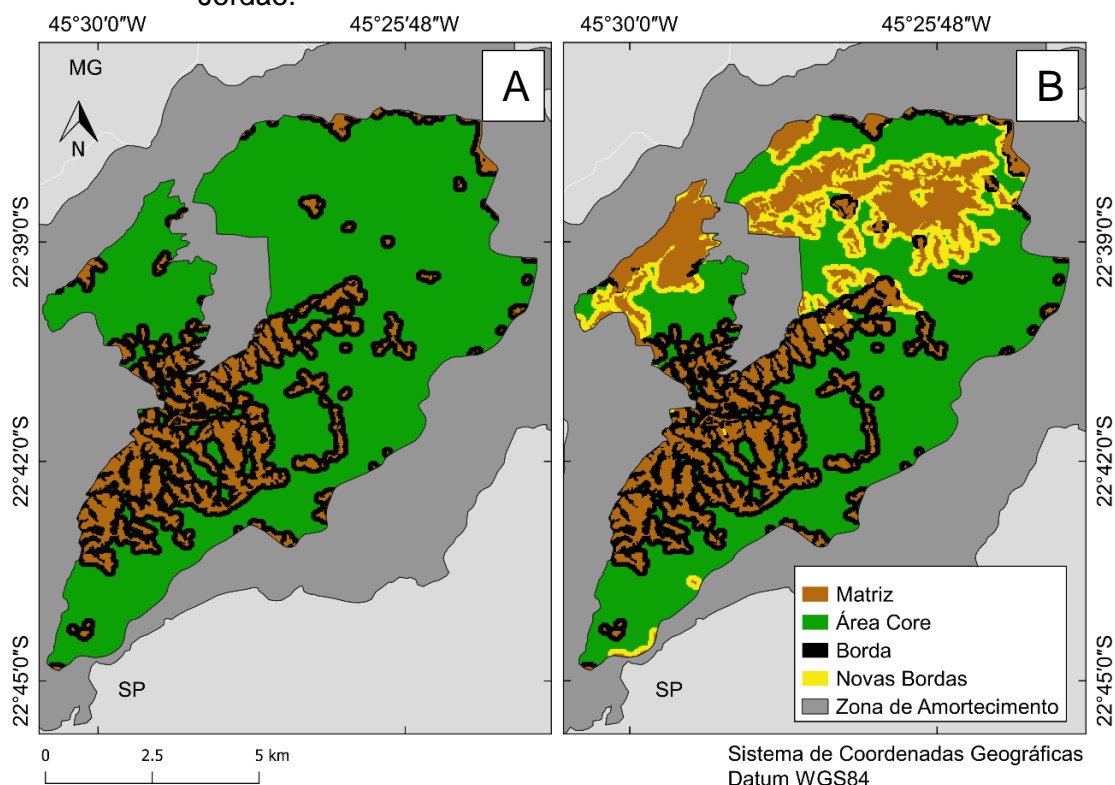 Jordão.
45°30'0"W 45°25'48"W 45°30'0"W 45°25'48"W
MG
A
B
N
22°39'0"S
22°42'0"S
22°45'0"S
22°39'0"S
22°42'0"S
22°45'0"S
Matriz
Área Core
Borda
Novas Bordas
Zona de Amortecimento
SP
SP
0 2.5 5 km
Sistema de Coordenadas Geográficas
Datum WGS84